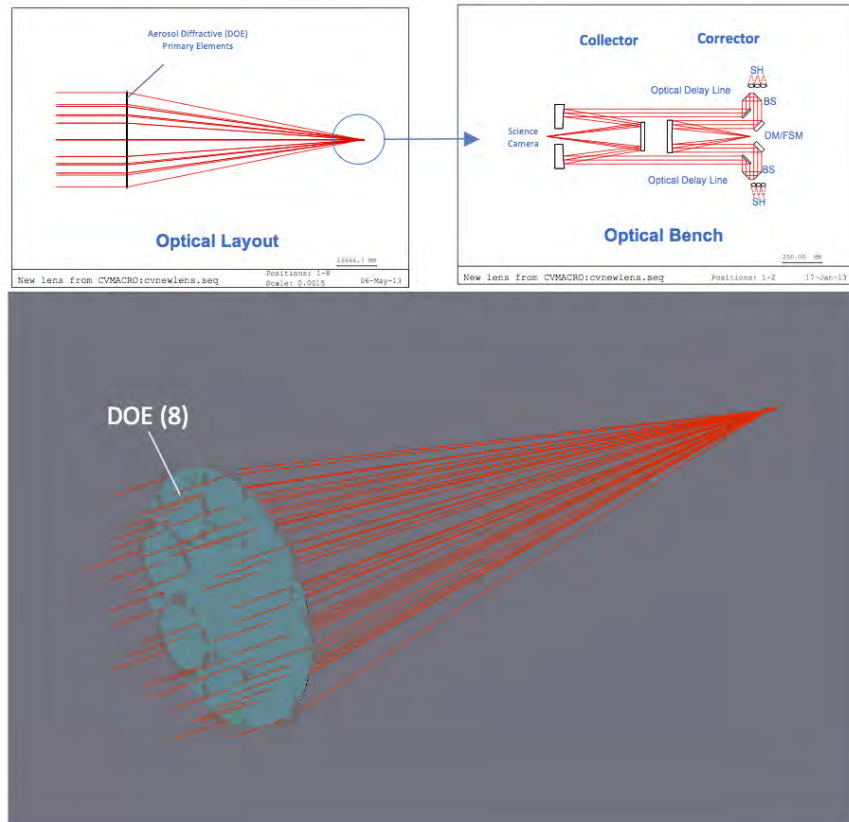 Aerosol Diffractive (DOE)
Primary Elements
Optical Layout
16666.7 MM
New lens from CVMACRO:cvnewlens.seq
Positions: 1-8
Scale: 0.0015
06-May-13
Collector
Corrector
SH
Optical Delay Line
BS
Science
Camera
DM/FSM
BS
Optical Delay Line
SH
Optical Bench
250.00 MM
New lens from CVMACRO:cvnewlens.seq
Positions: 1-2
17-Jan-13
DOE (8)